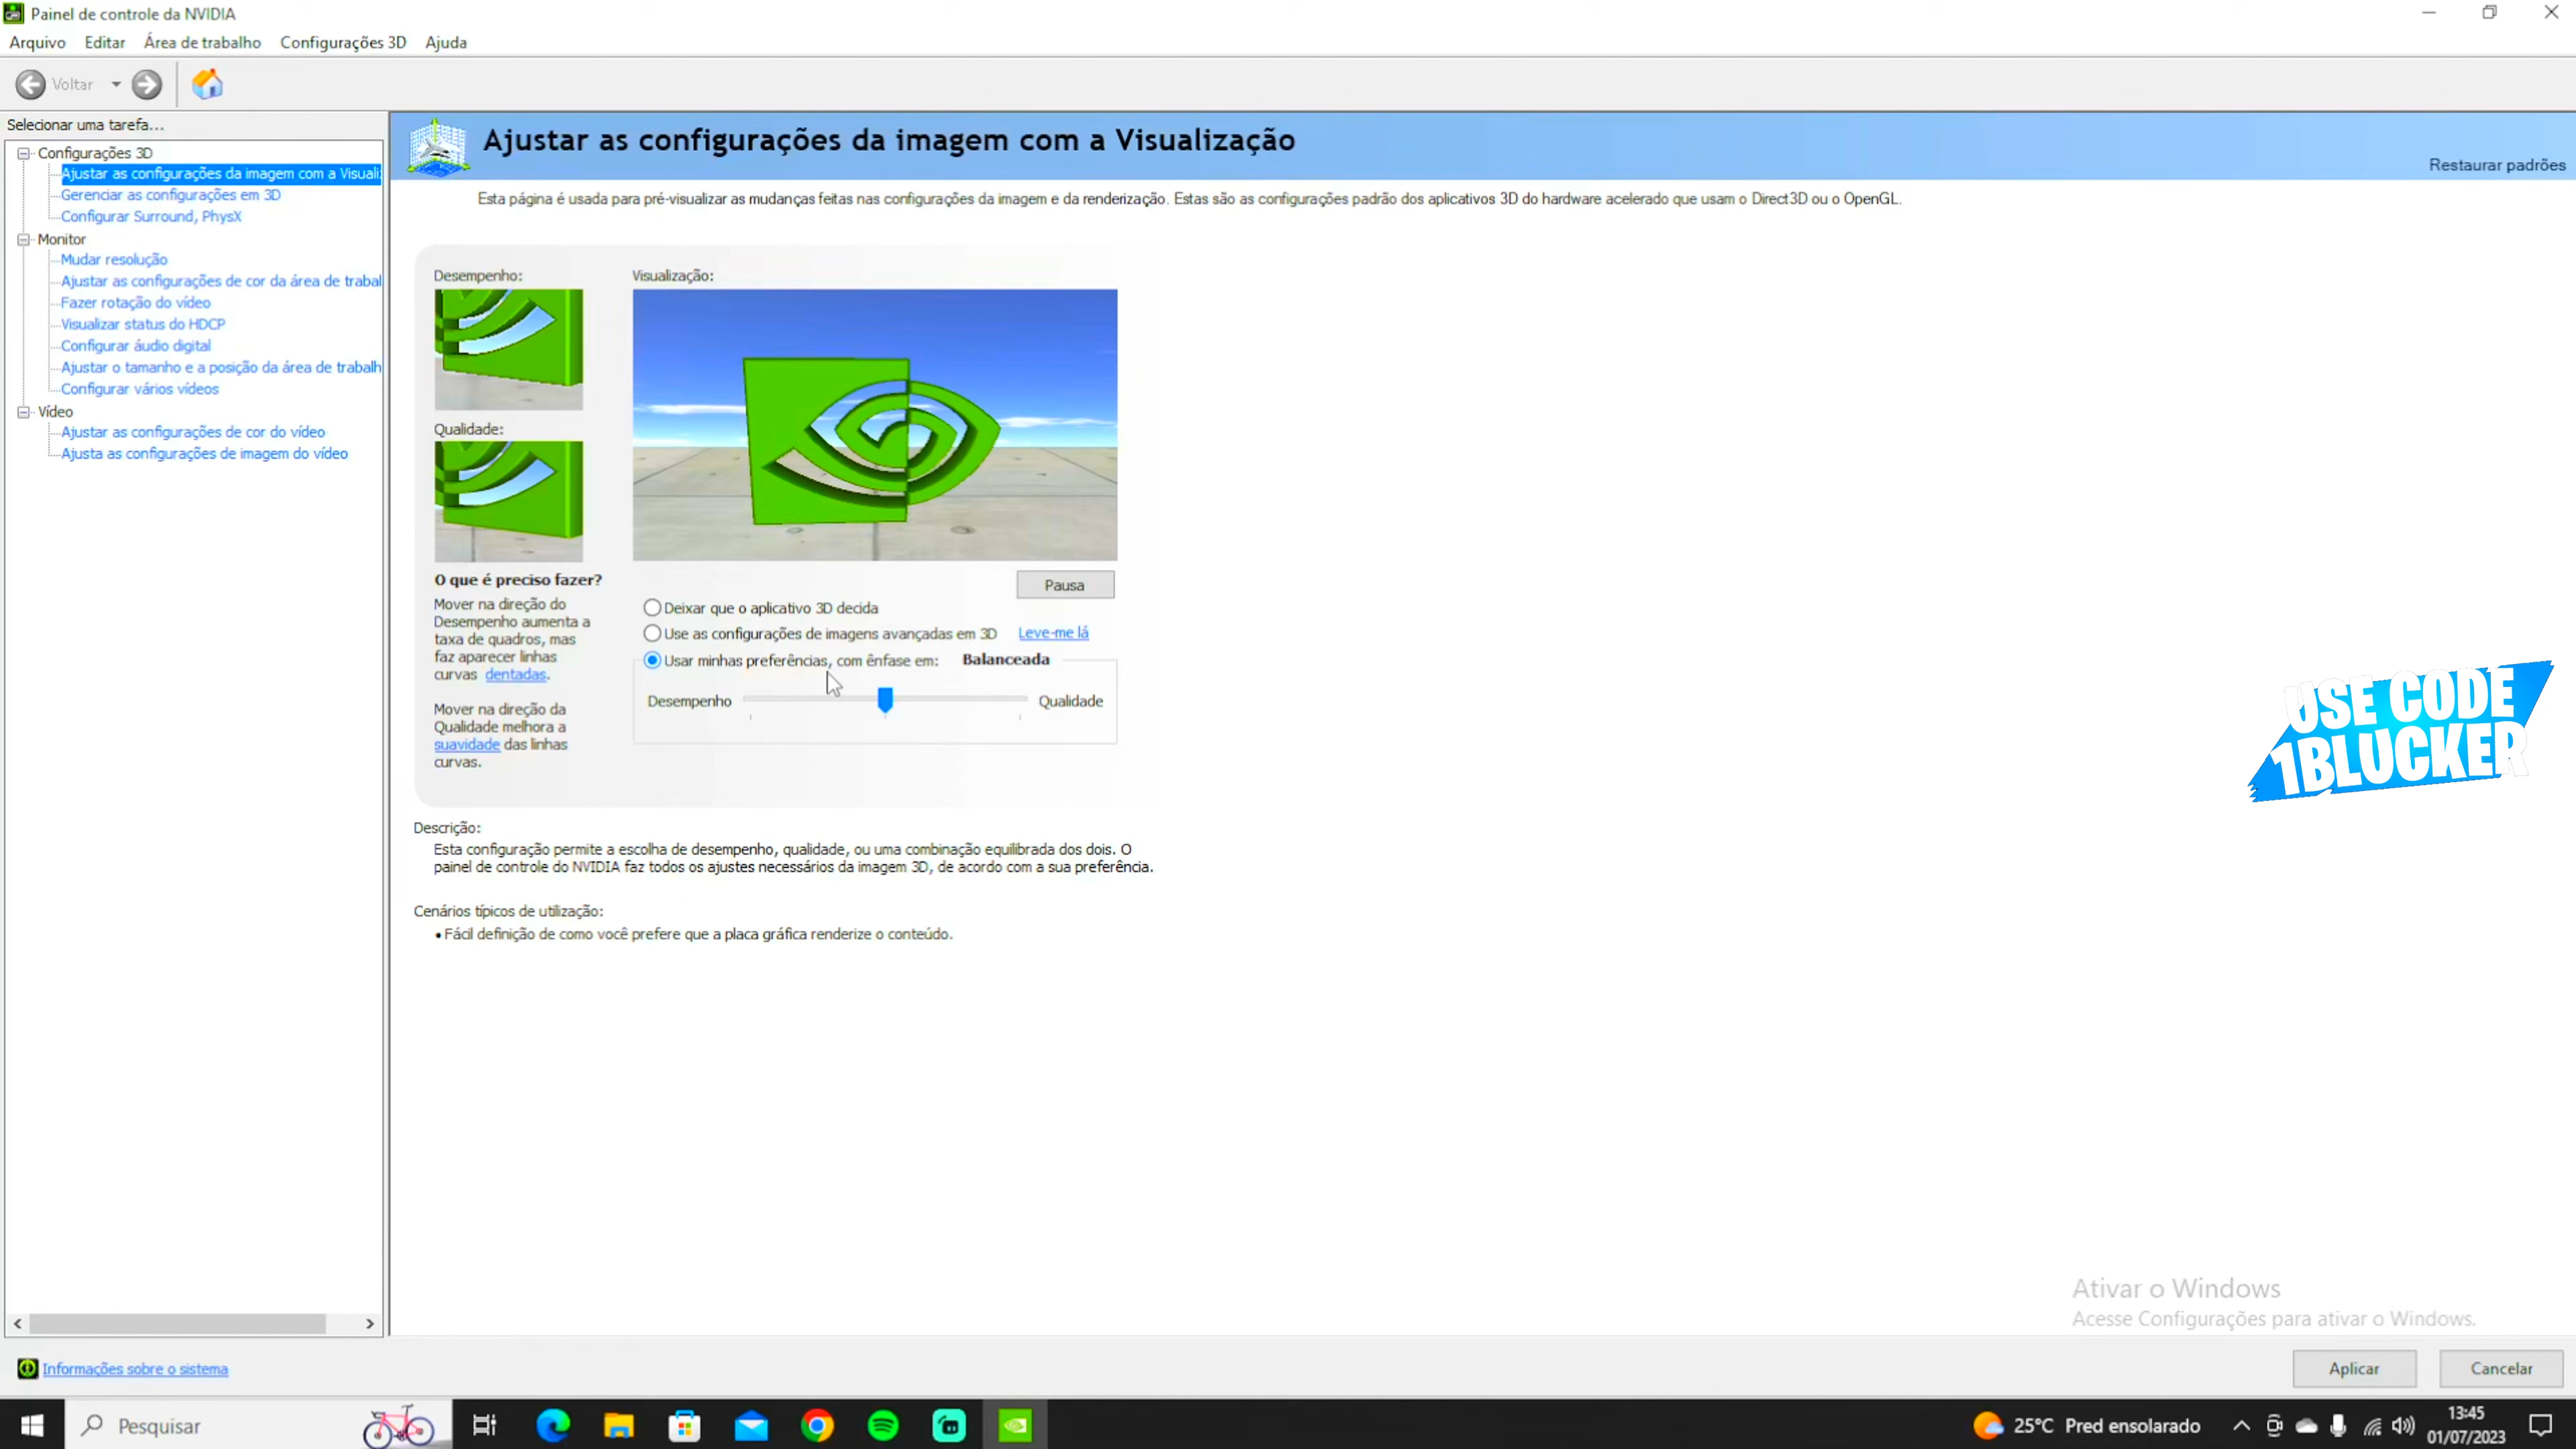 Painel de controle da NVIDIA
Arquivo Editar Área de trabalho Configurações 3D Ajuda
Voltar
Selecionar uma tarefa...
Configurações 3D
Ajustar as configurações da imagem com a Visuali
Gerenciar as configurações em 3D
Configurar Surround, PhysX
Monitor
Mudar resolução
Ajustar as configurações de cor da área de trabal
Fazer rotação do vídeo
Visualizar status do HDCP
Configurar áudio digital
Ajustar o tamanho e a posição da área de trabalh
Configurar vários vídeos
Vídeo
Ajustar as configurações de cor do vídeo
Ajusta as configurações de imagem do vídeo
Ajustar as configurações da imagem com a Visualização
Restaurar padrões
Esta página é usada para pré-visualizar as mudanças feitas nas configurações da imagem e da renderização. Estas são as configurações padrão dos aplicativos 3D do hardware acelerado que usam o Direct3D ou o OpenGL.
Desempenho:
Qualidade:
O que é preciso fazer?
Mover na direção do
Desempenho aumenta a
taxa de quadros, mas
faz aparecer linhas
curvas dentadas.
Mover na direção da
Qualidade melhora a
suavidade das linhas
curvas.
Visualização:
Pausa
Deixar que o aplicativo 3D decida
Use as configurações de imagens avançadas em 3D Leve-me lá
Usar minhas preferências, com ênfase em: Balanceada
Desempenho Qualidade
Descrição:
Esta configuração permite a escolha de desempenho, qualidade, ou uma combinação equilibrada dos dois. O
painel de controle do NVIDIA faz todos os ajustes necessários da imagem 3D, de acordo com a sua preferência.
Cenários típicos de utilização:
• Fácil definição de como você prefere que a placa gráfica renderize o conteúdo.
USE CODE
1BLUCKER
Ativar o Windows
Acesse Configurações para ativar o Windows.
Informações sobre o sistema
Aplicar Cancelar
Pesquisar
25°C Pred ensolarado
13:45
01/07/2023